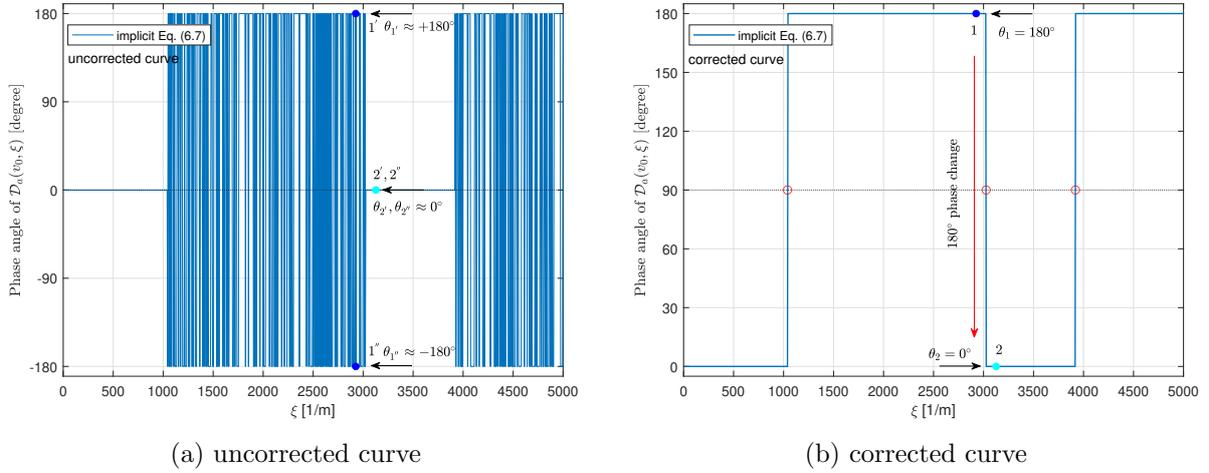 180
90
0
-90
-180
Phase angle of 𝒟ₐ(v₀, ξ) [degree]
implicit Eq. (6.7)
uncorrected curve
1′ θ₁′ ≈ +180°
2′, 2″
θ₂′, θ₂″ ≈ 0°
1″ θ₁″ ≈ −180°
0 500 1000 1500 2000 2500 3000 3500 4000 4500 5000
ξ [1/m]
(a) uncorrected curve
180
150
120
90
60
30
0
Phase angle of 𝒟ₐ(v₀, ξ) [degree]
implicit Eq. (6.7)
corrected curve
1
θ₁ = 180°
180° phase change
θ₂ = 0°
2
0 500 1000 1500 2000 2500 3000 3500 4000 4500 5000
ξ [1/m]
(b) corrected curve